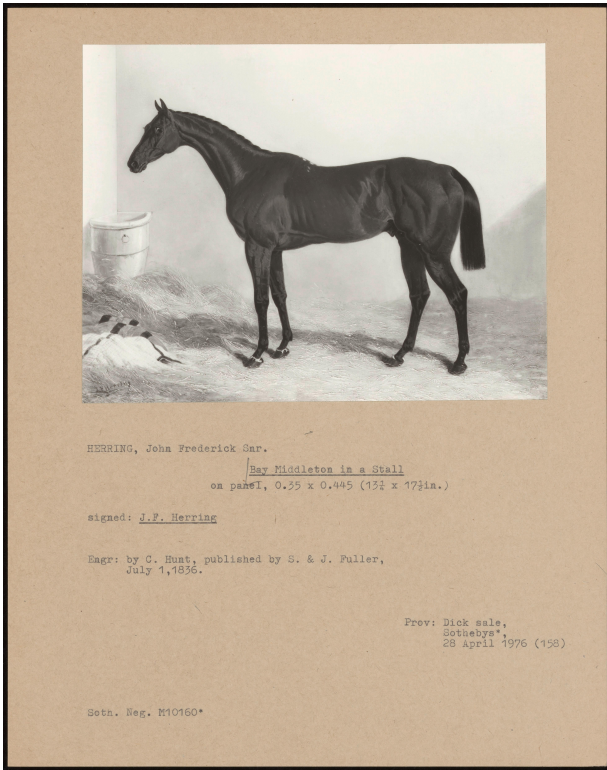 HERRING, John Frederick Snr.
Bay Middleton in a Stall
on panel, 0.35 x 0.445 (13¾ x 17½in.)
signed: J.F. Herring
Engr: by C. Hunt, published by S. & J. Fuller,
July 1,1836.
Prov: Dick sale,
Sothebys*,
28 April 1976 (158)
Soth. Neg. M10160*